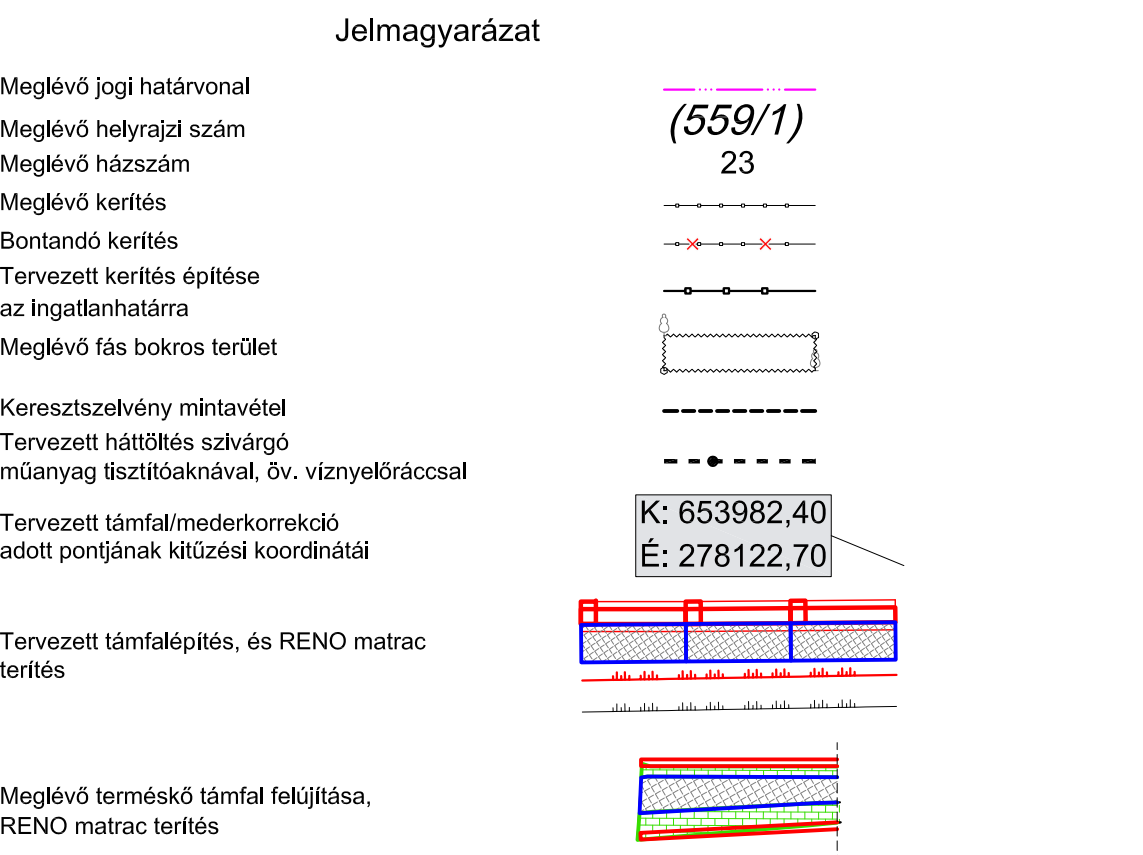 Jelmagyarázat
Meglévő jogi határvonal
Meglévő helyrajzi szám
(559/1)
Meglévő házszám
23
Meglévő kerítés
Bontandó kerítés
Tervezett kerítés építése
az ingatlanhatárra
Meglévő fás bokros terület
Keresztszelvény mintavétel
Tervezett háttöltés szivárgó
műanyag tisztítóaknával, öv. víznyelőráccsal
Tervezett támfal/mederkorrekció
adott pontjának kitűzési koordinátái
K: 653982,40
É: 278122,70
Tervezett támfalépítés, és RENO matrac
terítés
Meglévő terméskő támfal felújítása,
RENO matrac terítés